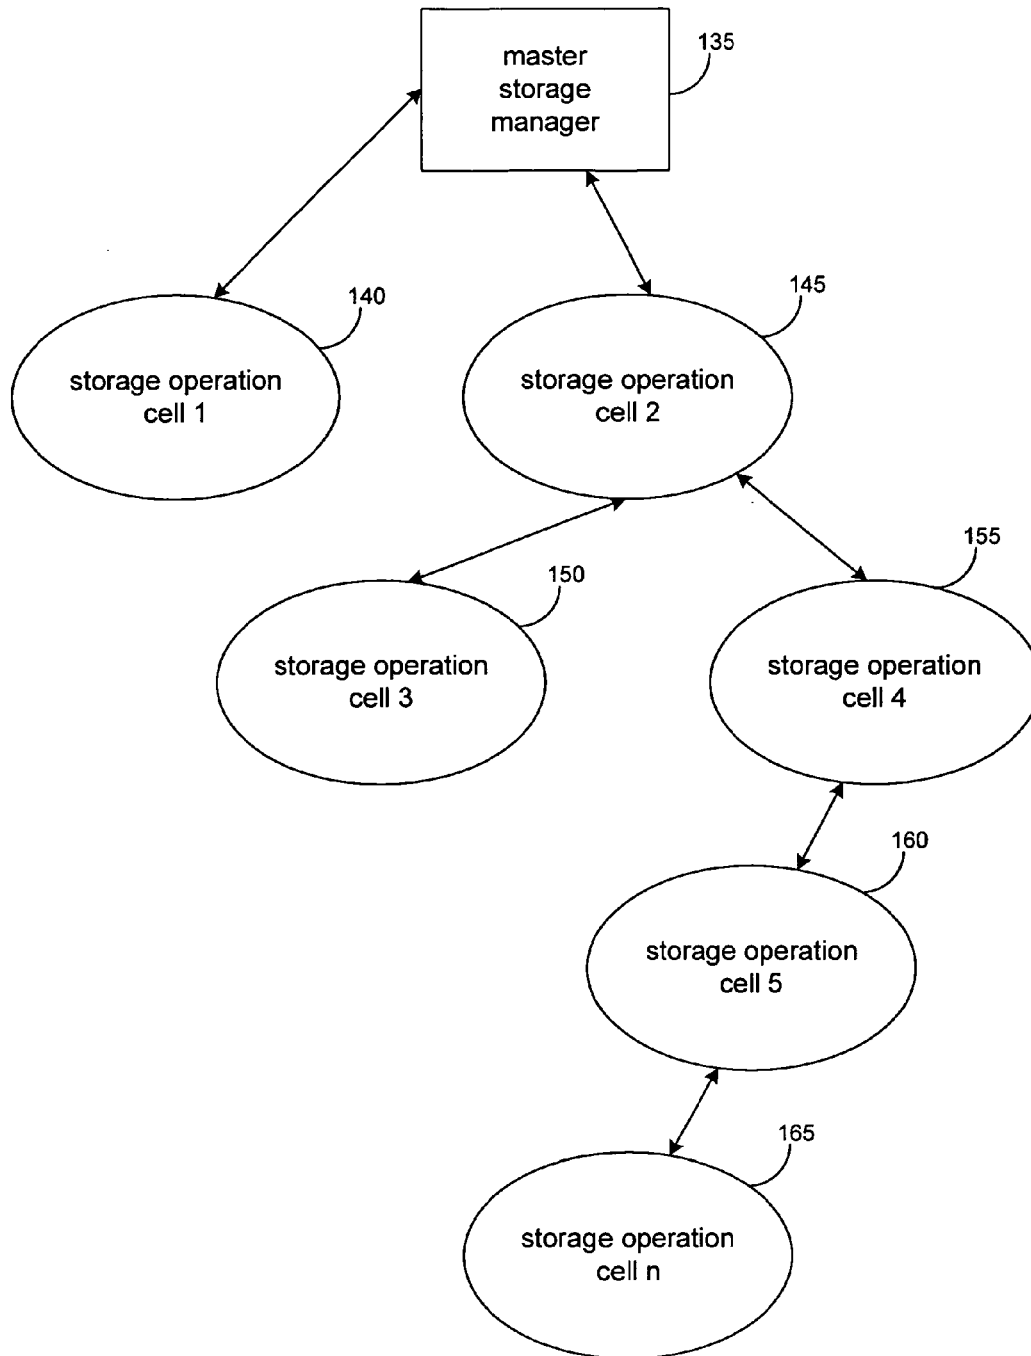 master
storage
manager
135
storage operation
cell 1
140
storage operation
cell 2
145
storage operation
cell 3
150
storage operation
cell 4
155
storage operation
cell 5
160
storage operation
cell n
165